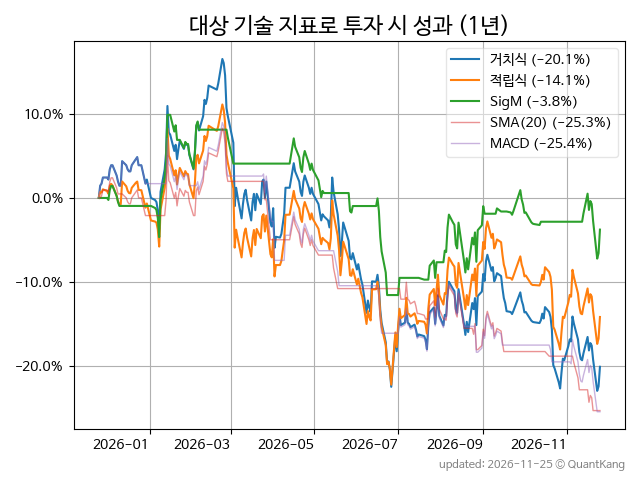 대상 기술 지표로 투자 시 성과 (1년)
거치식 (−20.1%)
적립식 (−14.1%)
SigM (−3.8%)
SMA(20) (−25.3%)
MACD (−25.4%)
10.0%
0.0%
−10.0%
−20.0%
2026−01 2026−03 2026−05 2026−07 2026−09 2026−11
updated: 2026-11-25 © QuantKang